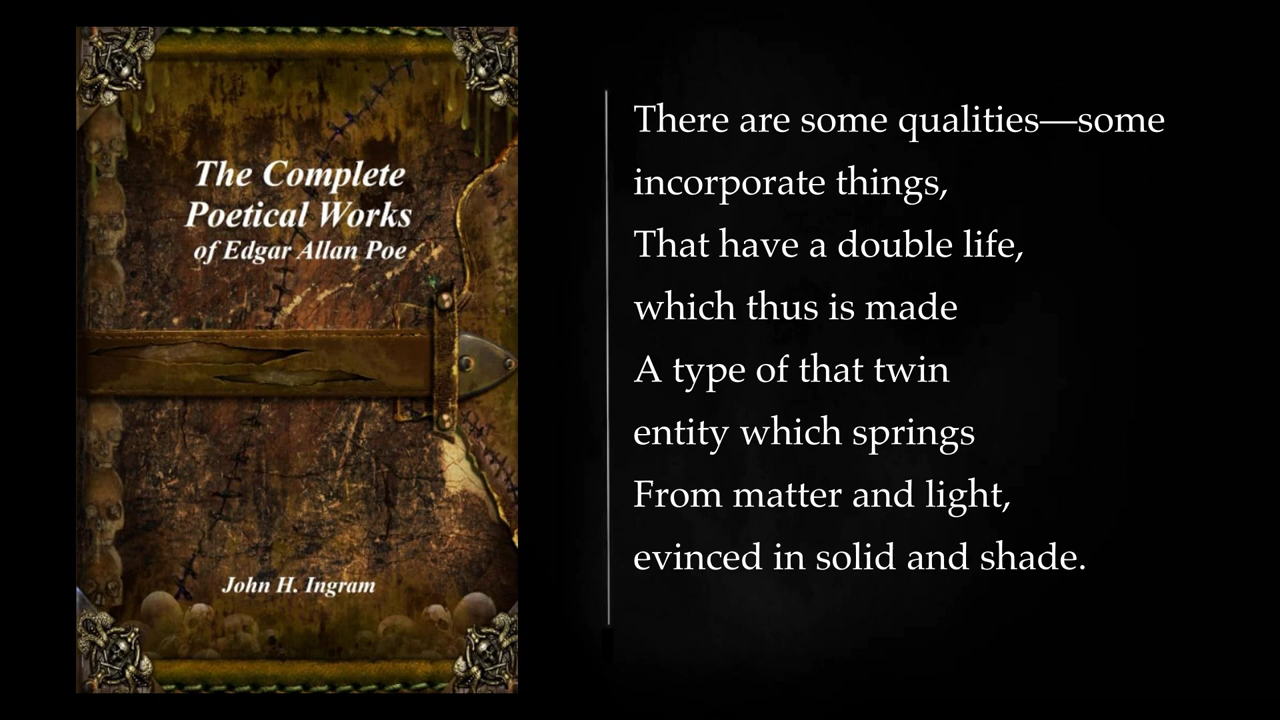 The Complete
Poetical Works
of Edgar Allan Poe
John H. Ingram
There are some qualities—some
incorporate things,
That have a double life,
which thus is made
A type of that twin
entity which springs
From matter and light,
evinced in solid and shade.